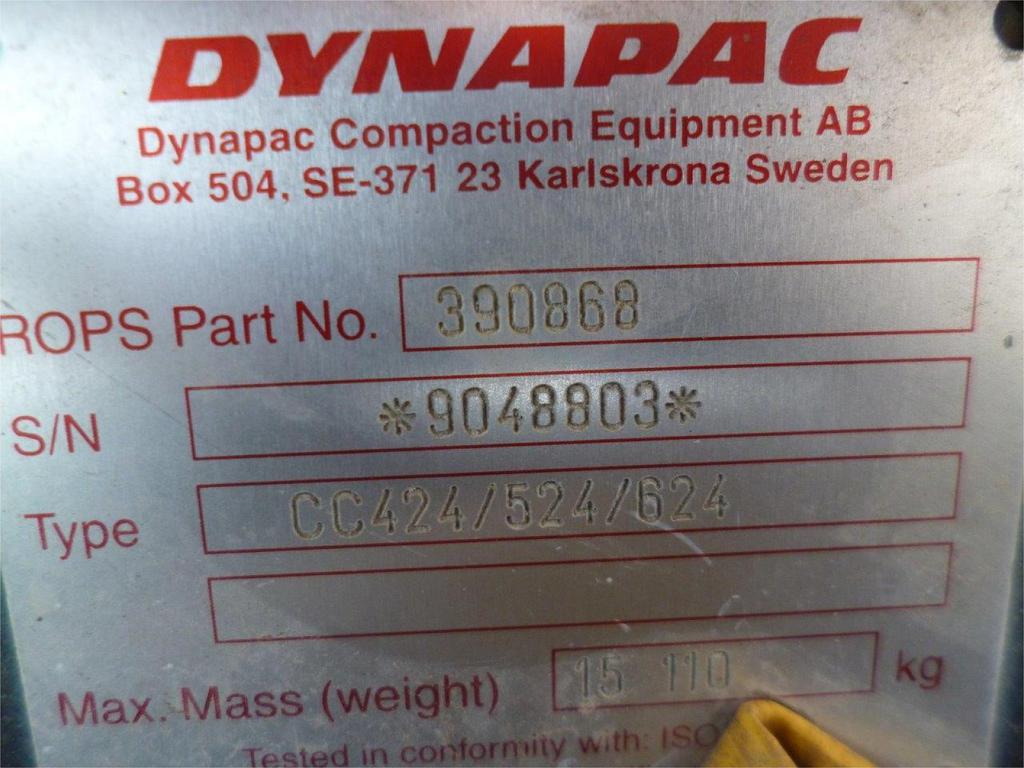 DYNAPAC
Dynapac Compaction Equipment AB
Box 504, SE-371 23 Karlskrona Sweden
ROPS Part No. 390868
S/N *9048803*
Type CC424/524/624
Max. Mass (weight) 15 110 kg
Tested in conformity with: ISO